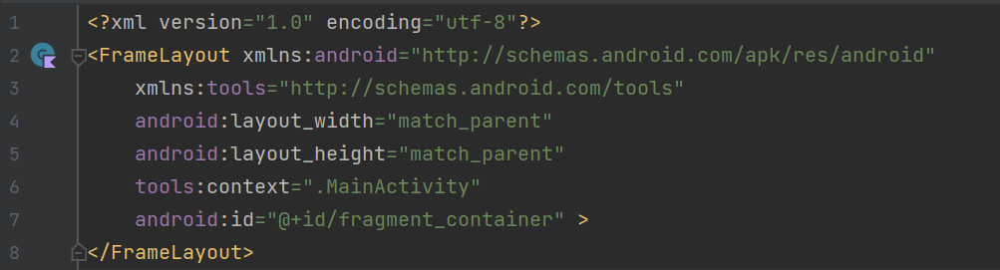 1 <?xml version="1.0" encoding="utf-8"?>
2 <FrameLayout xmlns:android="http://schemas.android.com/apk/res/android"
3     xmlns:tools="http://schemas.android.com/tools"
4     android:layout_width="match_parent"
5     android:layout_height="match_parent"
6     tools:context=".MainActivity"
7     android:id="@+id/fragment_container" >
8 </FrameLayout>